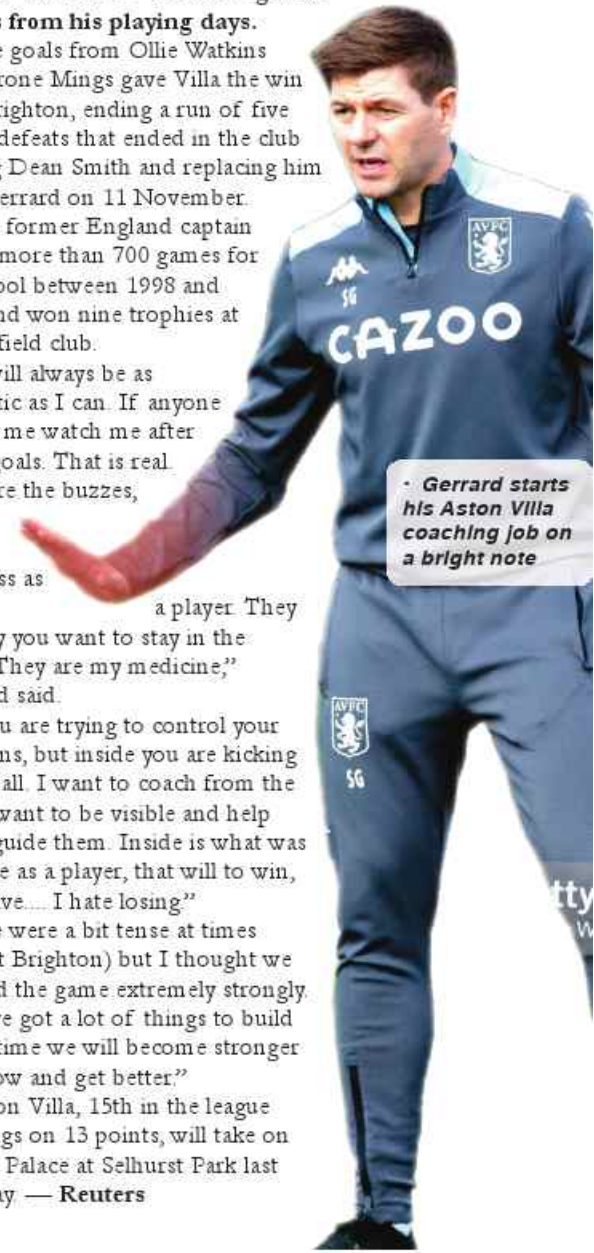 from his playing days.
goals from Ollie Watkins
rone Mings gave Villa the win
righton, ending a run of five
defeats that ended in the club
Dean Smith and replacing him
errard on 11 November.
former England captain
more than 700 games for
ool between 1998 and
nd won nine trophies at
field club.
will always be as
tic as I can. If anyone
me watch me after
oals. That is real.
re the buzzes,
ss as
a player. They
y you want to stay in the
They are my medicine,”
d said.
u are trying to control your
ns, but inside you are kicking
all. I want to coach from the
want to be visible and help
guide them. Inside is what was
e as a player, that will to win,
ve.... I hate losing.”
e were a bit tense at times
t Brighton) but I thought we
d the game extremely strongly.
ve got a lot of things to build
time we will become stronger
ow and get better.”
on Villa, 15th in the league
gs on 13 points, will take on
Palace at Selhurst Park last
ay. — Reuters
AVFC
SG
CAZOO
· Gerrard starts
his Aston Villa
coaching job on
a bright note
AVFC
SG
tty